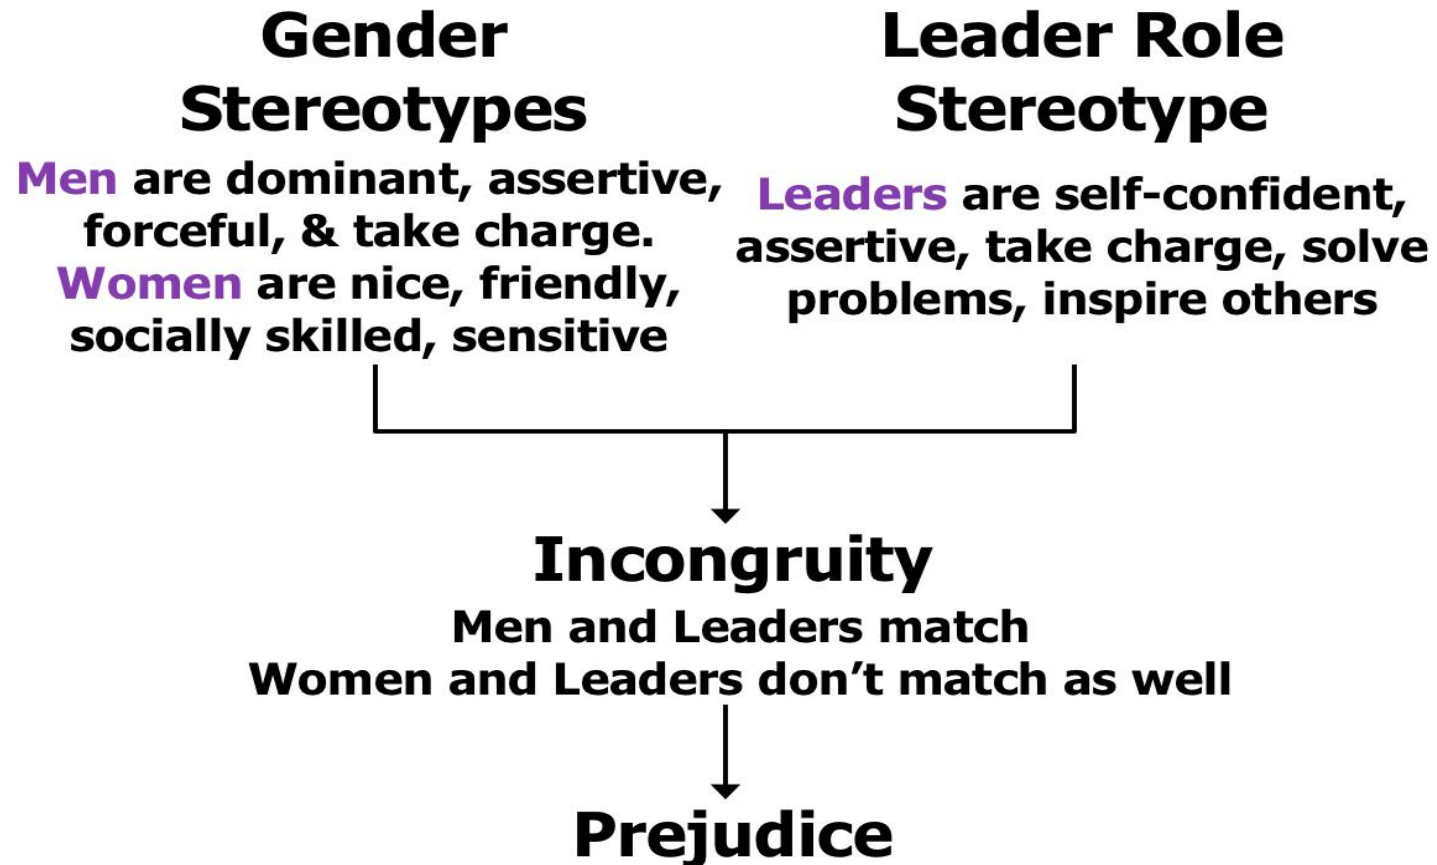 Gender
Stereotypes
Men are dominant, assertive,
forceful, & take charge.
Women are nice, friendly,
socially skilled, sensitive
Leader Role
Stereotype
Leaders are self-confident,
assertive, take charge, solve
problems, inspire others
Incongruity
Men and Leaders match
Women and Leaders don’t match as well
Prejudice